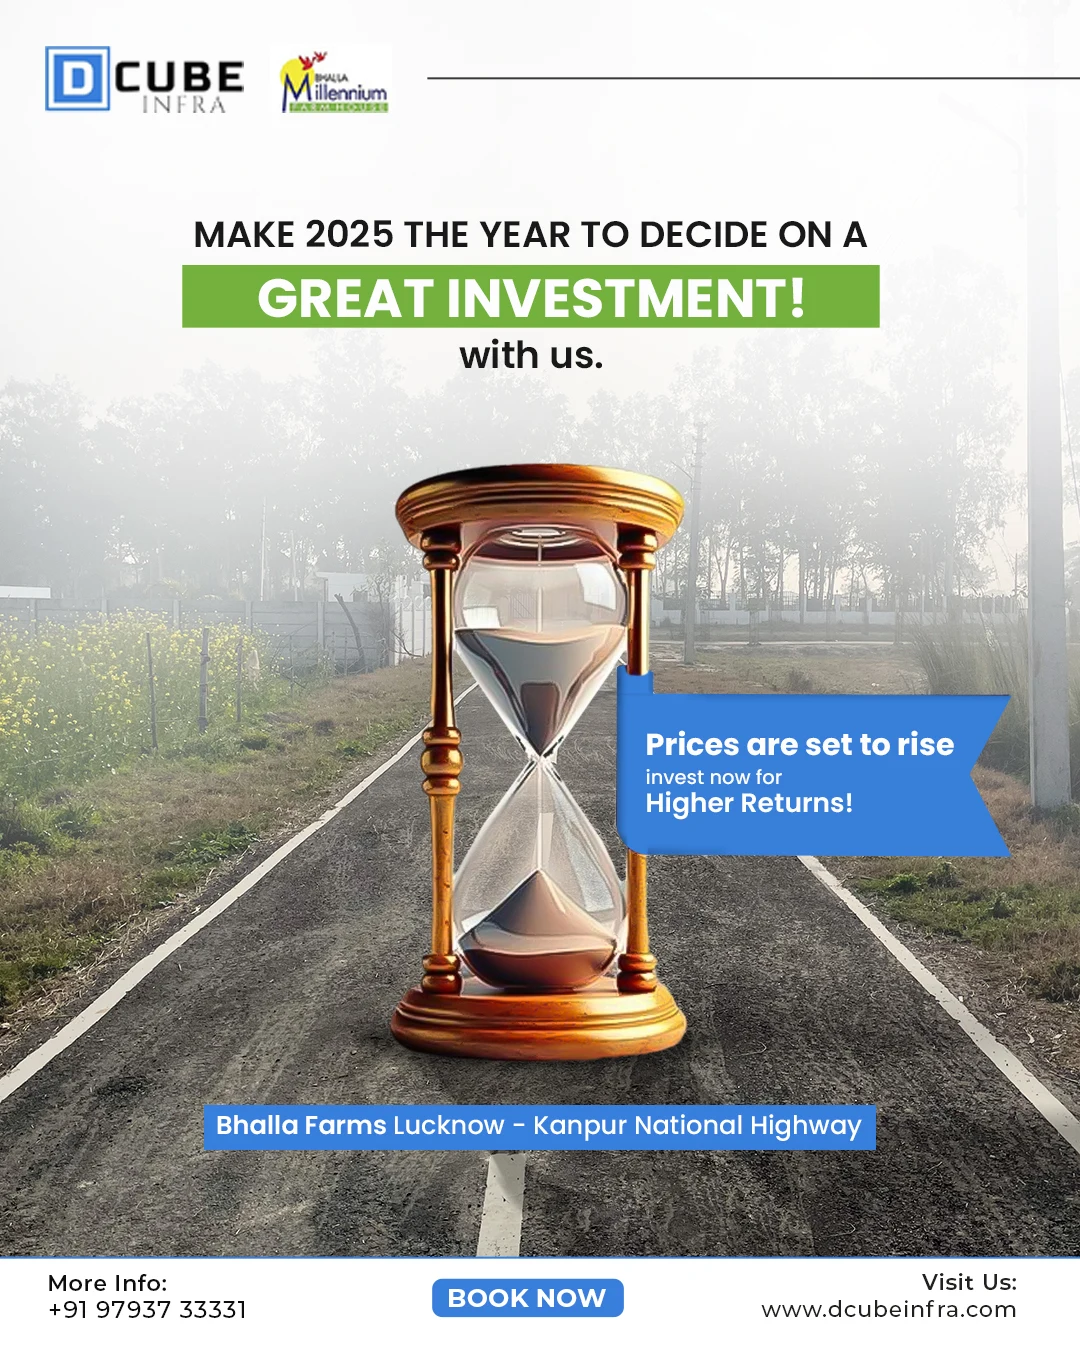 D CUBE
INFRA
BHALLA
Millennium
FARM HOUSE
MAKE 2025 THE YEAR TO DECIDE ON A
GREAT INVESTMENT!
with us.
Prices are set to rise
invest now for
Higher Returns!
Bhalla Farms Lucknow - Kanpur National Highway
More Info:
+91 97937 33331
BOOK NOW
Visit Us:
www.dcubeinfra.com